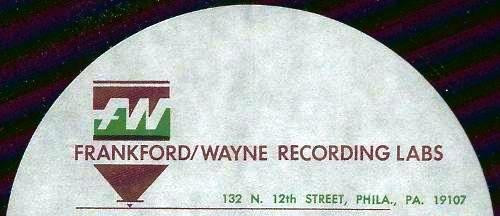 FW
FRANKFORD/WAYNE RECORDING LABS
132 N. 12th STREET, PHILA., PA. 19107